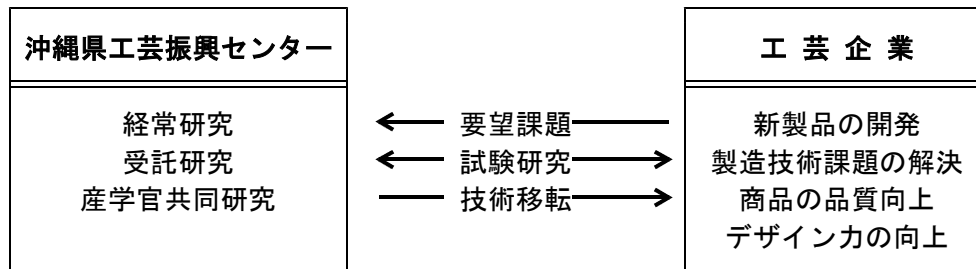 沖縄県工芸振興センター
工芸企業
経常研究
要望課題
新製品の開発
受託研究
試験研究
製造技術課題の解決
産学官共同研究
技術移転
商品の品質向上
デザイン力の向上